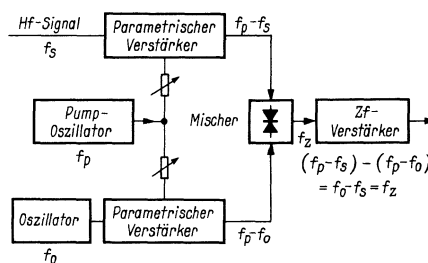 Hf-Signal
f_s
Parametrischer
Verstärker
f_p-f_s
Pump-
Oszillator
f_p
Mischer
f_z
Zf-
Verstärker
(f_p-f_s)-(f_p-f_o)
=f_o-f_s=f_z
Oszillator
f_o
Parametrischer
Verstärker
f_p-f_o